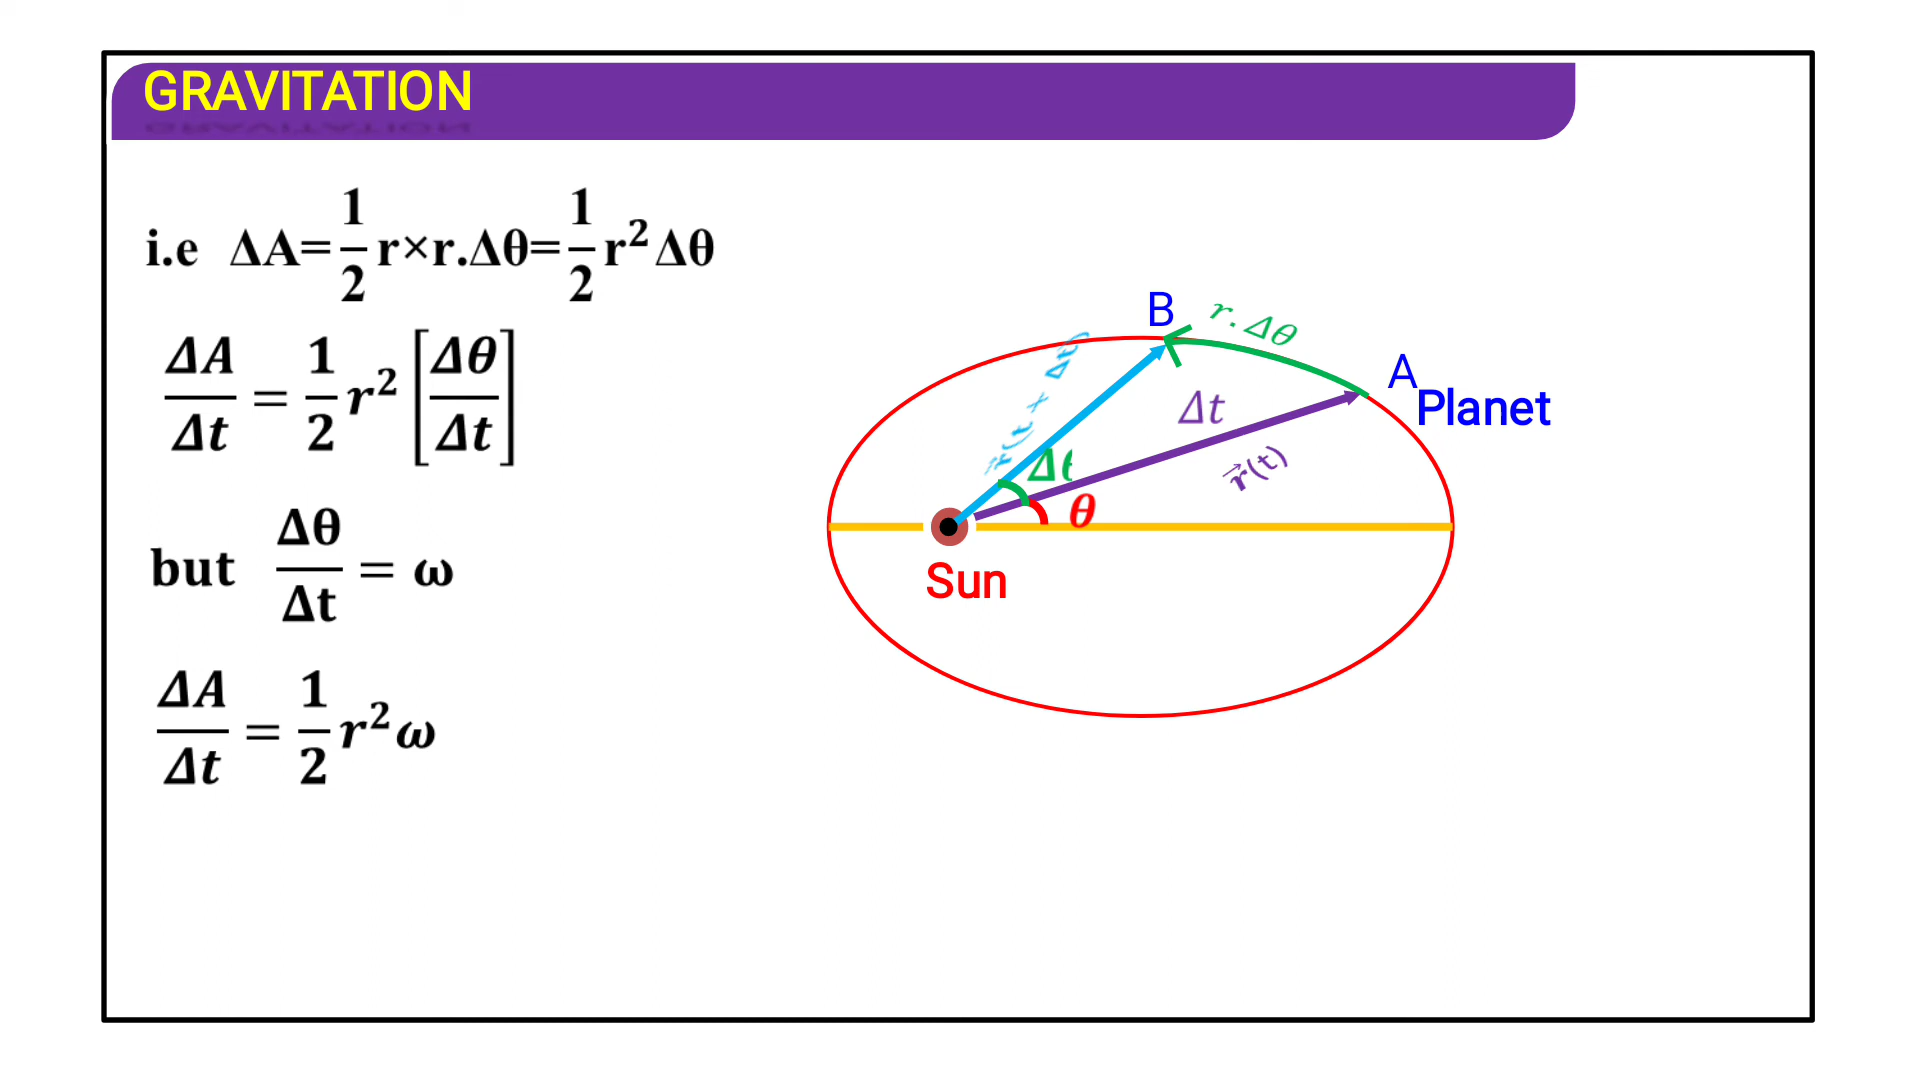 GRAVITATION
i.e ΔA=1/2 r×r.Δθ=1/2 r²Δθ
ΔA/Δt = 1/2 r² [Δθ/Δt]
but Δθ/Δt = ω
ΔA/Δt = 1/2 r²ω
B
r.Δθ
A
Planet
Δt
r⃗(t)
θ
Sun